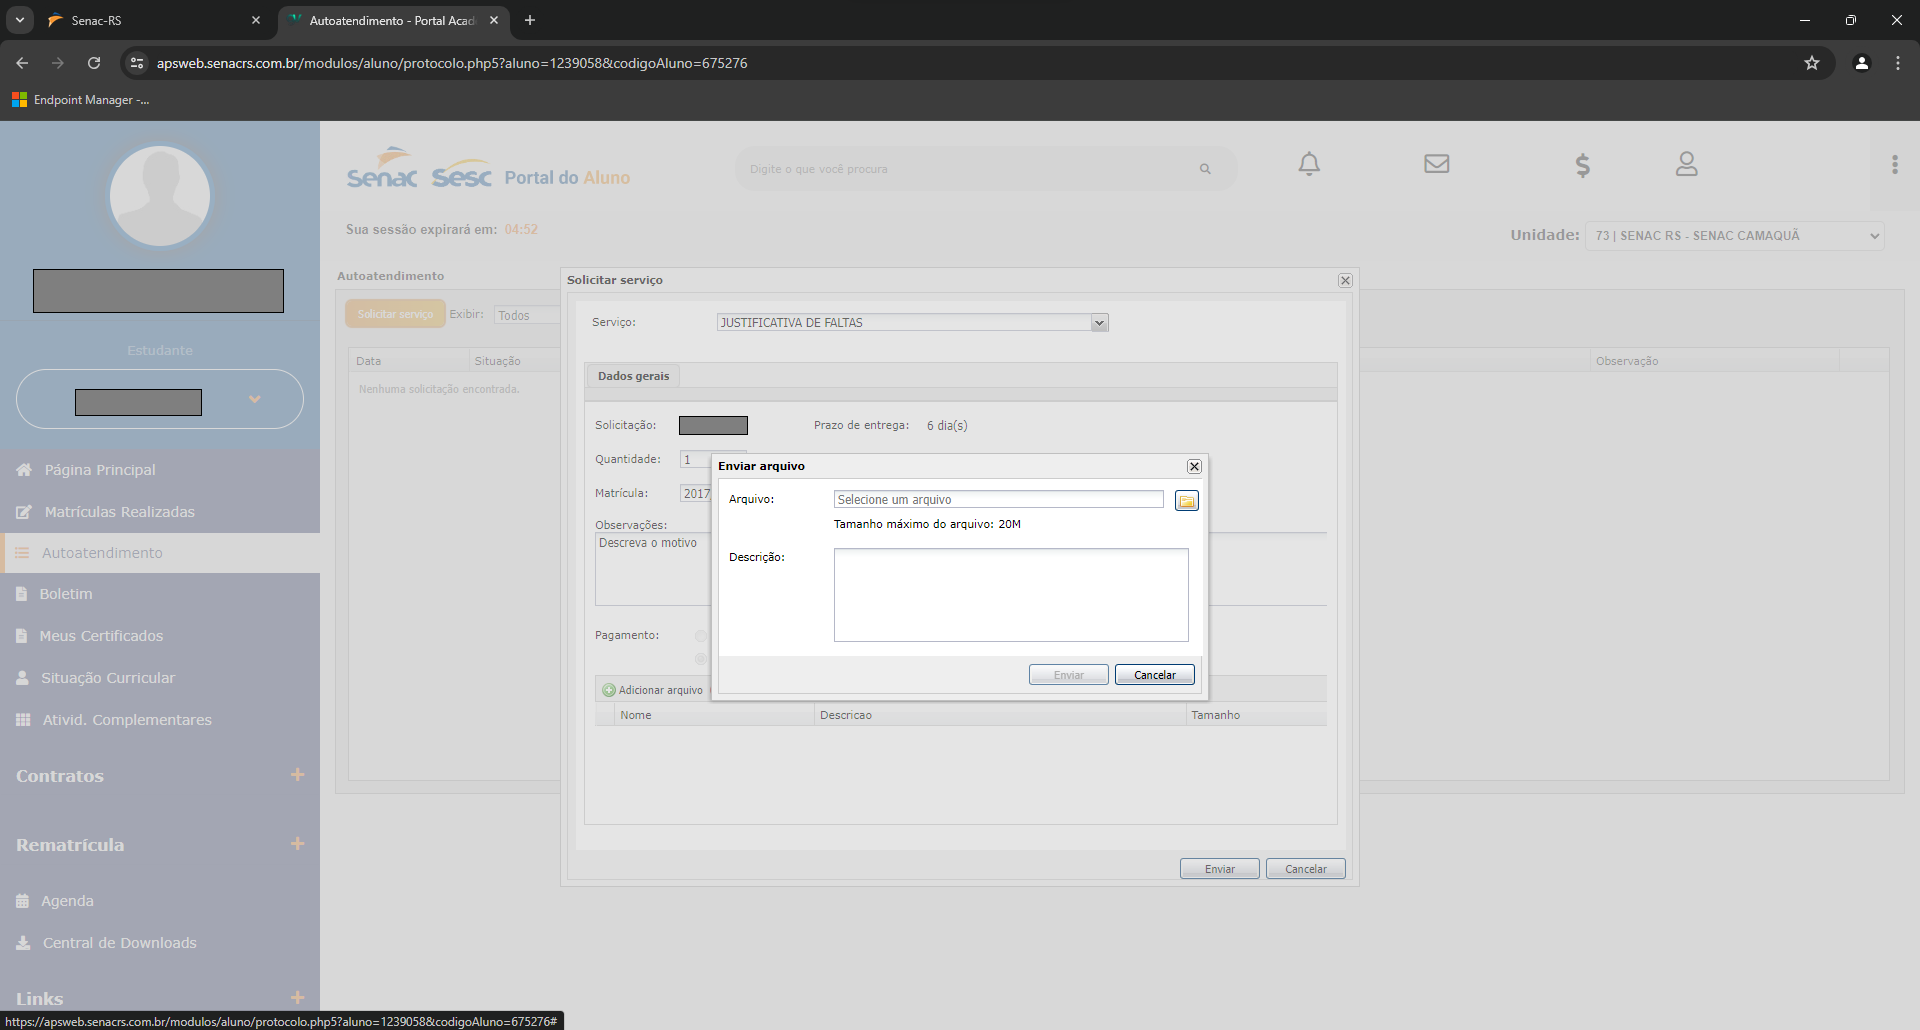 Senac-RS
Autoatendimento - Portal Acad
apsweb.senacrs.com.br/modulos/aluno/protocolo.php5?aluno=1239058&codigoAluno=675276
Endpoint Manager -...
Senac Sesc Portal do Aluno
Digite o que você procura
Sua sessão expirará em: 04:52
Unidade: 73 | SENAC RS - SENAC CAMAQUÃ
Estudante
Página Principal
Matrículas Realizadas
Autoatendimento
Boletim
Meus Certificados
Situação Curricular
Ativid. Complementares
Contratos
Rematrícula
Agenda
Central de Downloads
Links
Autoatendimento
Solicitar serviço Exibir: Todos
Data Situação Observação
Nenhuma solicitação encontrada.
Solicitar serviço
Serviço: JUSTIFICATIVA DE FALTAS
Dados gerais
Solicitação: Prazo de entrega: 6 dia(s)
Quantidade: 1
Matrícula: 2017
Observações:
Descreva o motivo
Pagamento:
Adicionar arquivo
Nome Descricao Tamanho
Enviar Cancelar
Enviar arquivo
Arquivo: Selecione um arquivo
Tamanho máximo do arquivo: 20M
Descrição:
Enviar Cancelar
https://apsweb.senacrs.com.br/modulos/aluno/protocolo.php5?aluno=1239058&codigoAluno=675276#